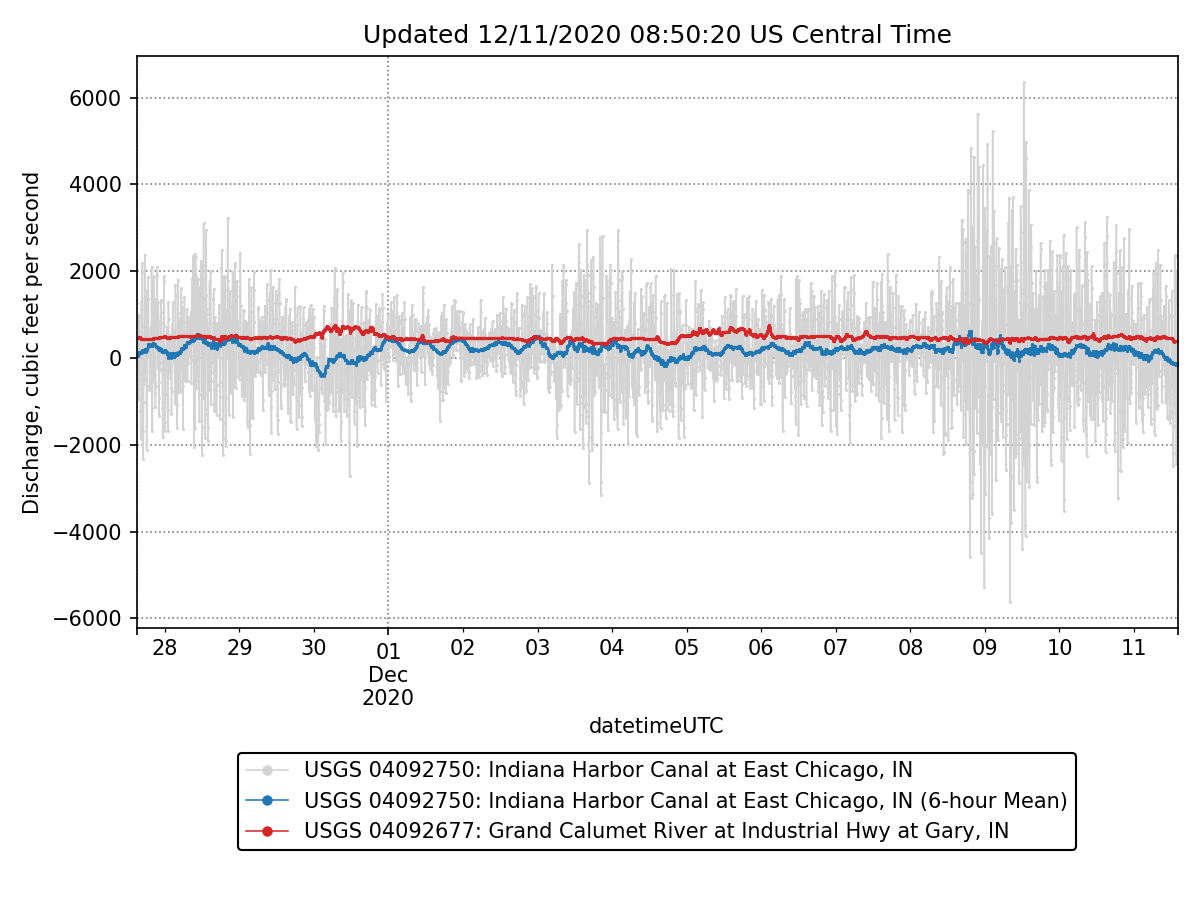 Updated 12/11/2020 08:50:20 US Central Time
Discharge, cubic feet per second
6000
4000
2000
0
−2000
−4000
−6000
28 29 30 01 02 03 04 05 06 07 08 09 10 11
Dec
2020
datetimeUTC
USGS 04092750: Indiana Harbor Canal at East Chicago, IN
USGS 04092750: Indiana Harbor Canal at East Chicago, IN (6-hour Mean)
USGS 04092677: Grand Calumet River at Industrial Hwy at Gary, IN